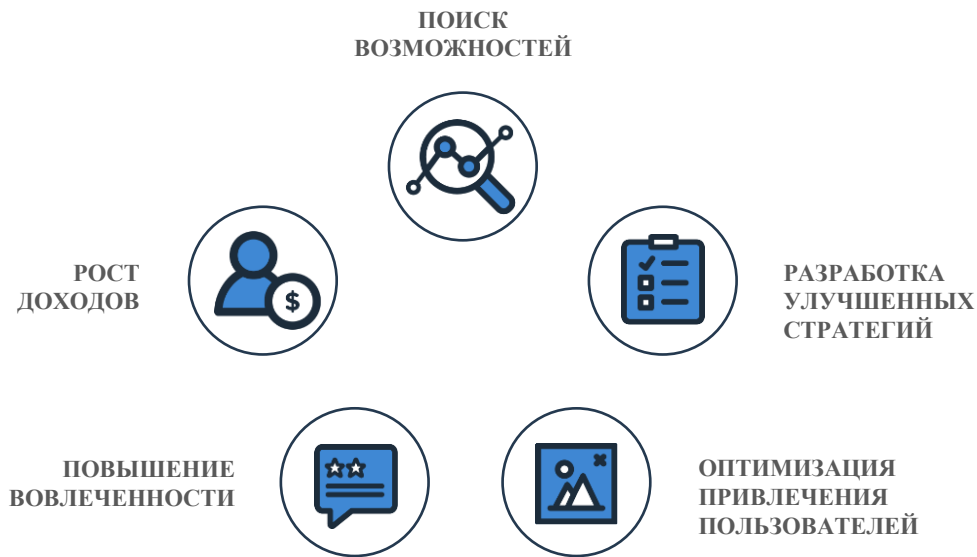 ПОИСК
ВОЗМОЖНОСТЕЙ
РОСТ
ДОХОДОВ
$
РАЗРАБОТКА
УЛУЧШЕННЫХ
СТРАТЕГИЙ
ПОВЫШЕНИЕ
ВОВЛЕЧЕННОСТИ
ОПТИМИЗАЦИЯ
ПРИВЛЕЧЕНИЯ
ПОЛЬЗОВАТЕЛЕЙ